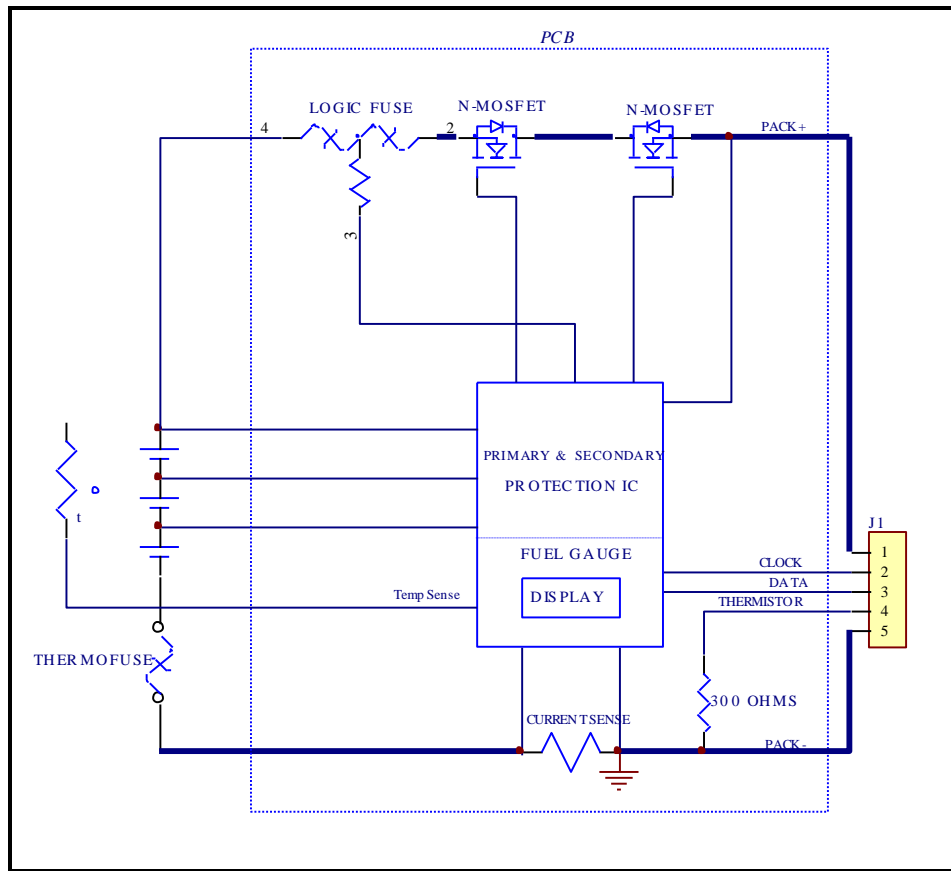 PCB
LOGIC FUSE
N-MOSFET
N-MOSFET
4
2
PACK+
3
PRIMARY & SECONDARY
PROTECTION IC
t
J1
FUEL GAUGE
1
CLOCK
2
DATA
3
DISPLAY
Temp Sense
THERMISTOR
4
5
THERMOFUSE
300 OHMS
CURRENT SENSE
PACK-